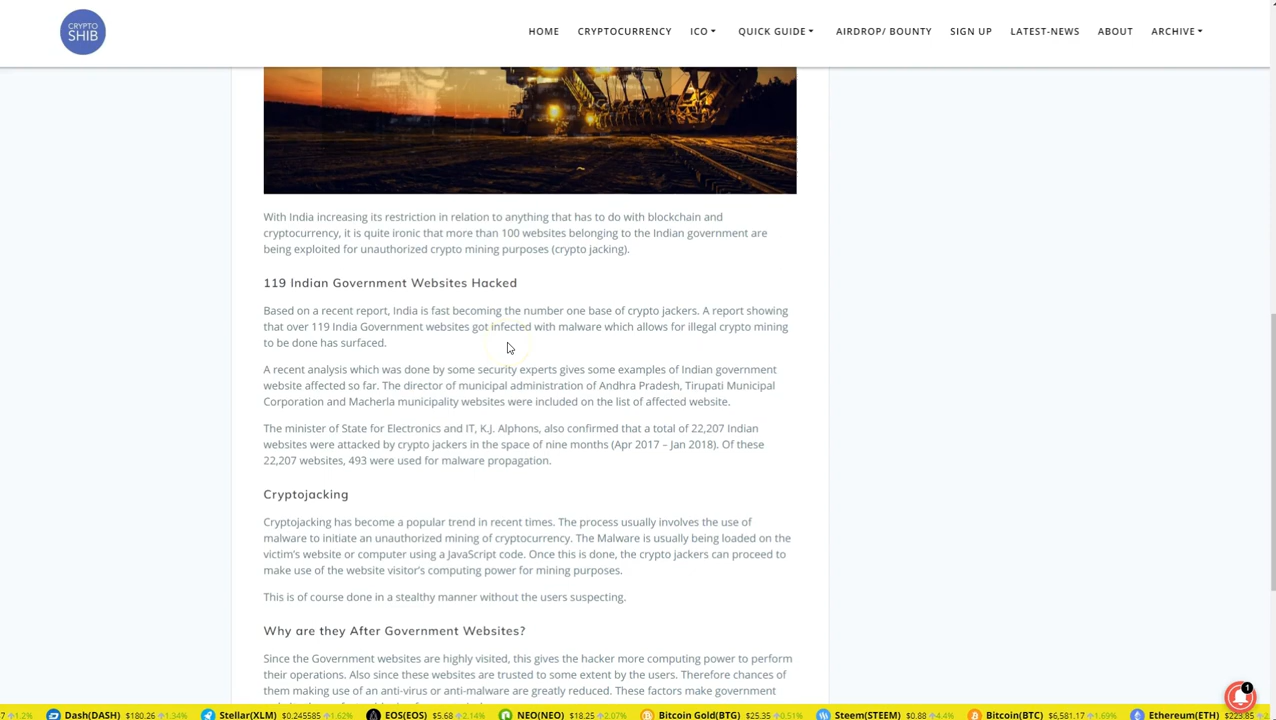 CRYPTO
SHIB
HOME CRYPTOCURRENCY ICO QUICK GUIDE AIRDROP/ BOUNTY SIGN UP LATEST-NEWS ABOUT ARCHIVE
With India increasing its restriction in relation to anything that has to do with blockchain and
cryptocurrency, it is quite ironic that more than 100 websites belonging to the Indian government are
being exploited for unauthorized crypto mining purposes (crypto jacking).
119 Indian Government Websites Hacked
Based on a recent report, India is fast becoming the number one base of crypto jackers. A report showing
that over 119 India Government websites got infected with malware which allows for illegal crypto mining
to be done has surfaced.
A recent analysis which was done by some security experts gives some examples of Indian government
website affected so far. The director of municipal administration of Andhra Pradesh, Tirupati Municipal
Corporation and Macherla municipality websites were included on the list of affected website.
The minister of State for Electronics and IT, K.J. Alphons, also confirmed that a total of 22,207 Indian
websites were attacked by crypto jackers in the space of nine months (Apr 2017 – Jan 2018). Of these
22,207 websites, 493 were used for malware propagation.
Cryptojacking
Cryptojacking has become a popular trend in recent times. The process usually involves the use of
malware to initiate an unauthorized mining of cryptocurrency. The Malware is usually being loaded on the
victim's website or computer using a JavaScript code. Once this is done, the crypto jackers can proceed to
make use of the website visitor's computing power for mining purposes.
This is of course done in a stealthy manner without the users suspecting.
Why are they After Government Websites?
Since the Government websites are highly visited, this gives the hacker more computing power to perform
their operations. Also since these websites are trusted to some extent by the users. Therefore chances of
them making use of an anti-virus or anti-malware are greatly reduced. These factors make government
1
7 ↑1.2% Dash(DASH) $180.26 ↑1.34% Stellar(XLM) $0.245585 ↑1.62% EOS(EOS) $5.68 ↑2.14% NEO(NEO) $18.25 ↑2.07% Bitcoin Gold(BTG) $25.35 ↑0.51% Steem(STEEM) $0.88 ↑4.4% Bitcoin(BTC) $6,581.17 ↑1.69% Ethereum(ETH) $223.85